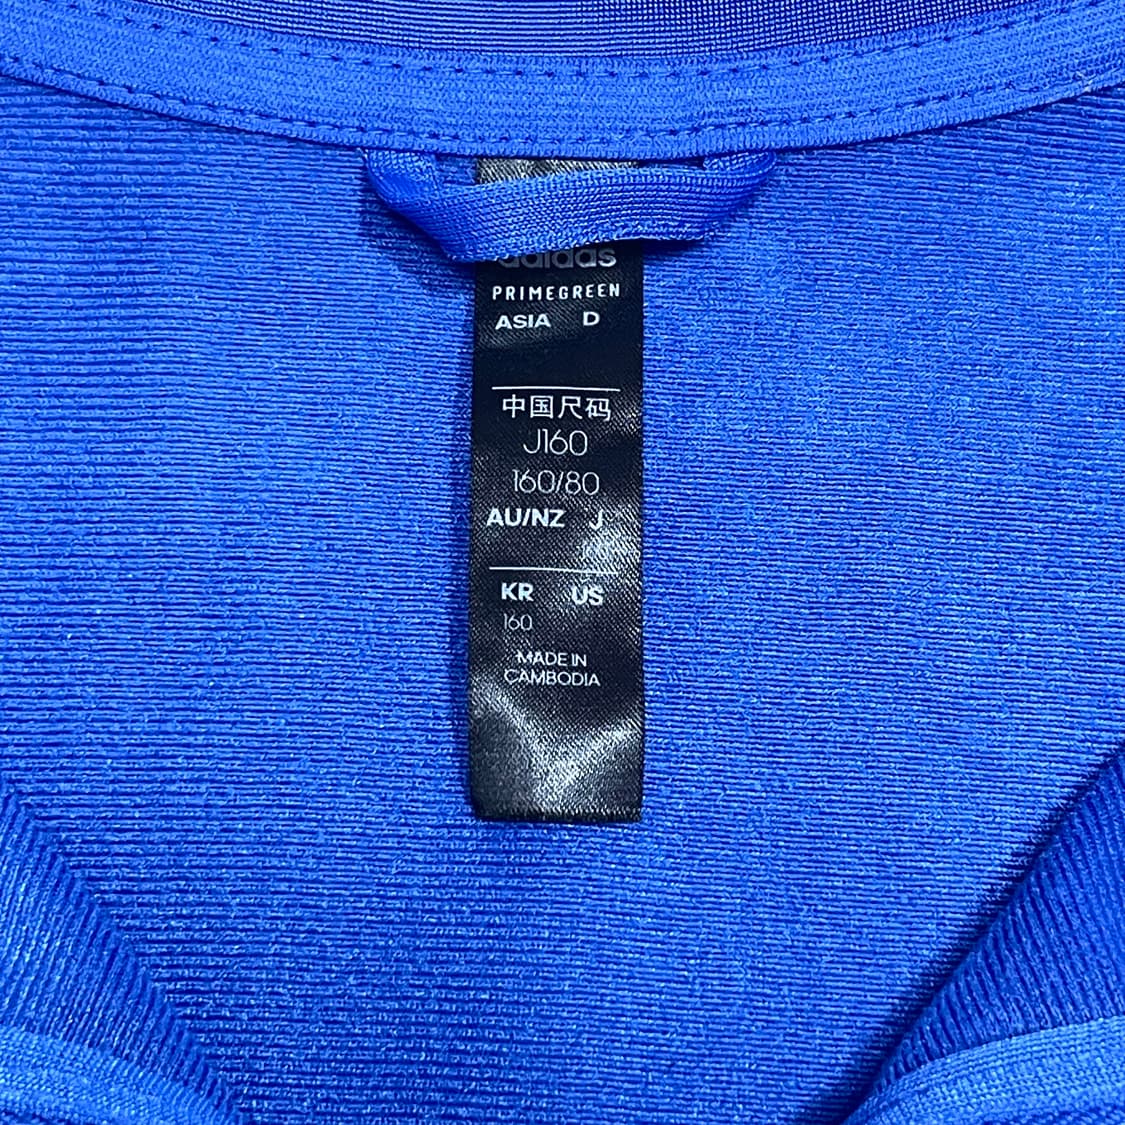 adidas
PRIMEGREEN
ASIA D
中国尺码
J160
160/80
AU/NZ J
KR US
160
MADE IN
CAMBODIA